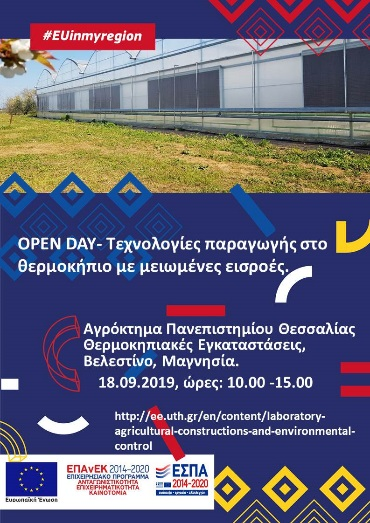 #EUinmyregion
OPEN DAY- Τεχνολογίες παραγωγής στο
θερμοκήπιο με μειωμένες εισροές.
Αγρόκτημα Πανεπιστημίου Θεσσαλίας
Θερμοκηπιακές Εγκαταστάσεις,
Βελεστίνο, Μαγνησία.
18.09.2019, ώρες: 10.00 -15.00
http://ee.uth.gr/en/content/laboratory-
agricultural-constructions-and-environmental-
control
Ευρωπαϊκή Ένωση
ΕΠΑνΕΚ 2014-2020
ΕΠΙΧΕΙΡΗΣΙΑΚΟ ΠΡΟΓΡΑΜΜΑ
ΑΝΤΑΓΩΝΙΣΤΙΚΟΤΗΤΑ
ΕΠΙΧΕΙΡΗΜΑΤΙΚΟΤΗΤΑ
ΚΑΙΝΟΤΟΜΙΑ
ΕΣΠΑ
2014-2020